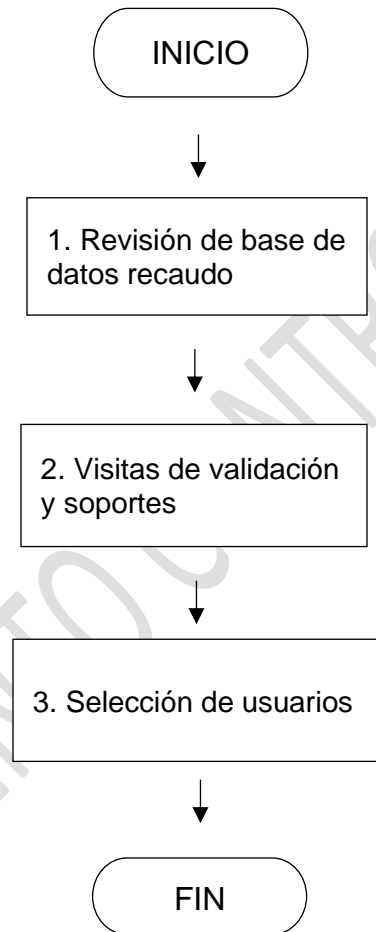 INICIO
1. Revisión de base de
datos recaudo
2. Visitas de validación
y soportes
3. Selección de usuarios
FIN